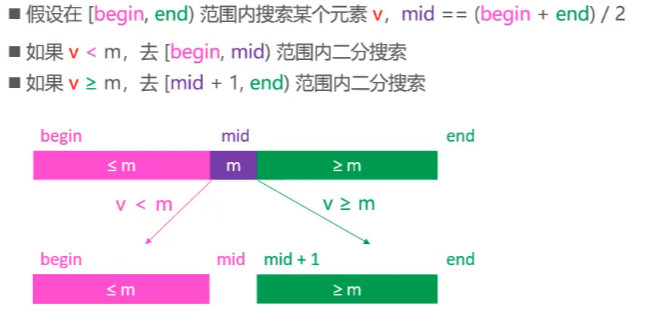 ■ 假设在 [begin, end) 范围内搜索某个元素 v，mid == (begin + end) / 2
■ 如果 v < m，去 [begin, mid) 范围内二分搜索
■ 如果 v ≥ m，去 [mid + 1, end) 范围内二分搜索
begin mid end
≤ m m ≥ m
v < m v ≥ m
begin mid mid + 1 end
≤ m ≥ m